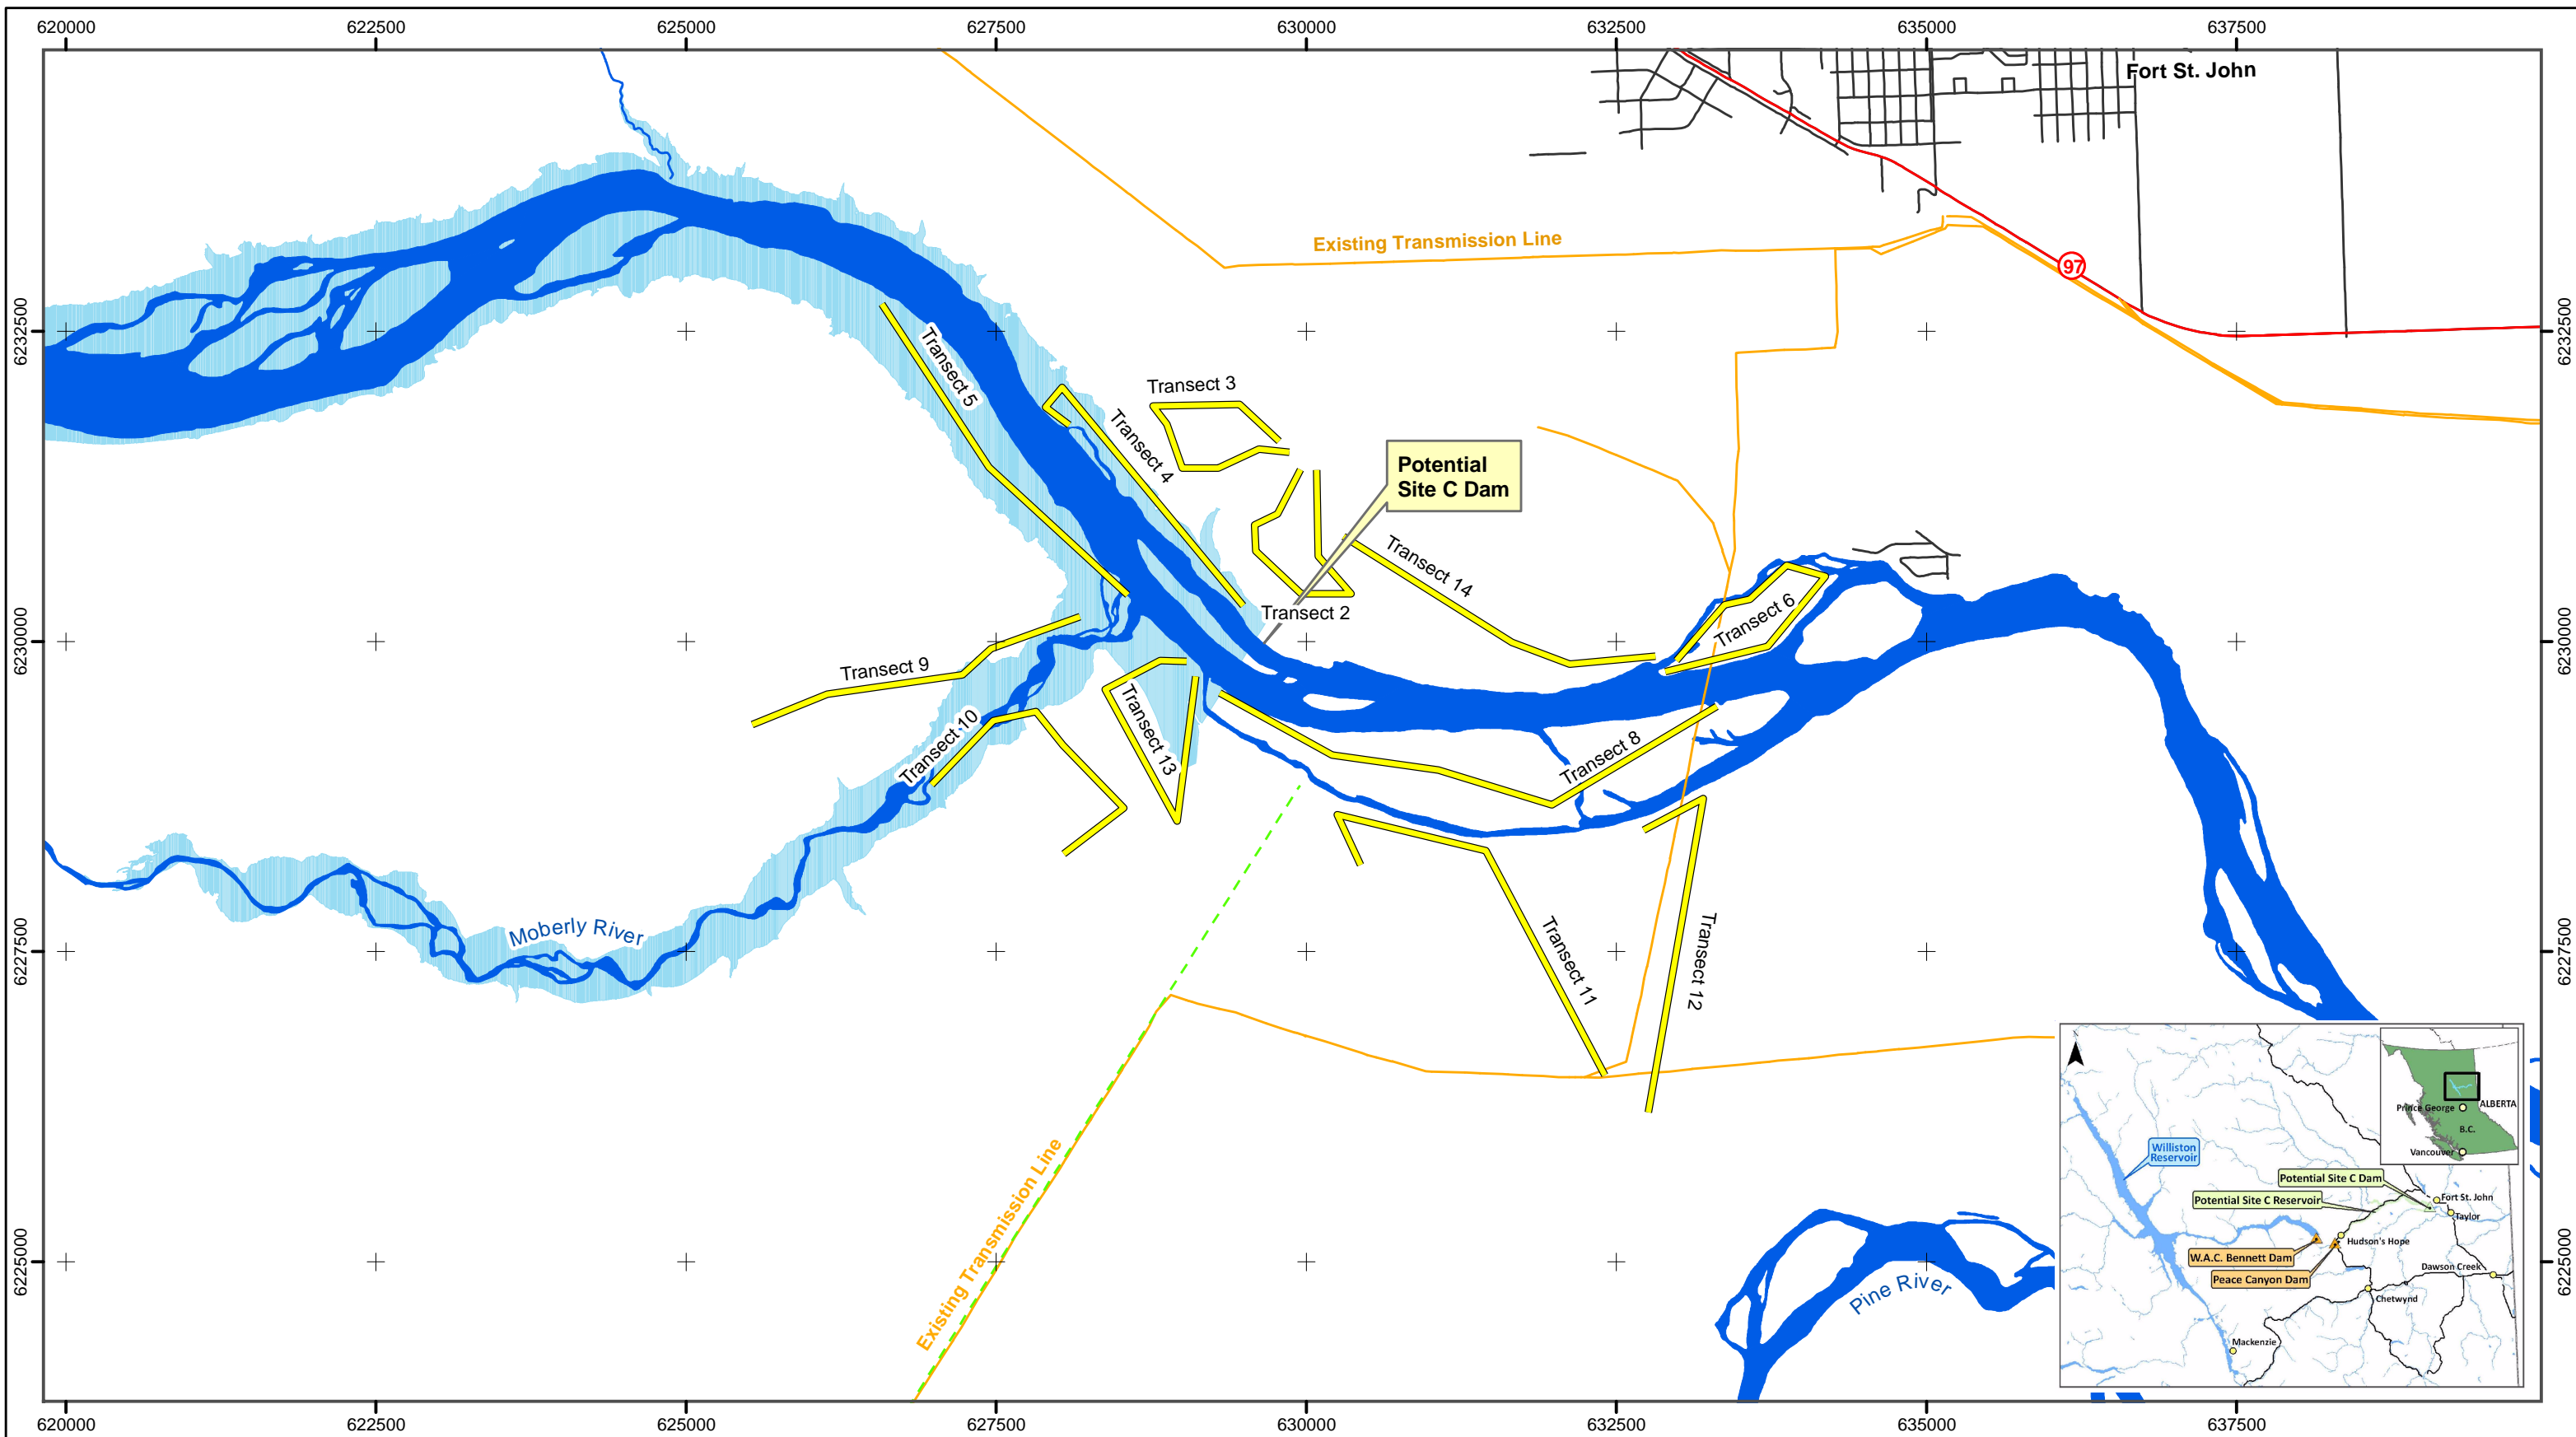 620000
622500
625000
627500
630000
632500
635000
637500
Fort St. John
Existing Transmission Line
97
6232500
6232500
Transect 5
Transect 3
Transect 4
Potential
Site C Dam
Transect 14
Transect 2
Transect 6
6230000
6230000
Transect 9
Transect 10
Transect 13
Transect 8
Moberly River
6227500
6227500
Transect 11
Transect 12
Existing Transmission Line
6225000
6225000
Pine River
Prince George
ALBERTA
B.C.
Vancouver
Williston
Reservoir
Potential Site C Dam
Potential Site C Reservoir
Fort St. John
Taylor
Hudson's Hope
W.A.C. Bennett Dam
Peace Canyon Dam
Dawson Creek
Chetwynd
Mackenzie
620000
622500
625000
627500
630000
632500
635000
637500